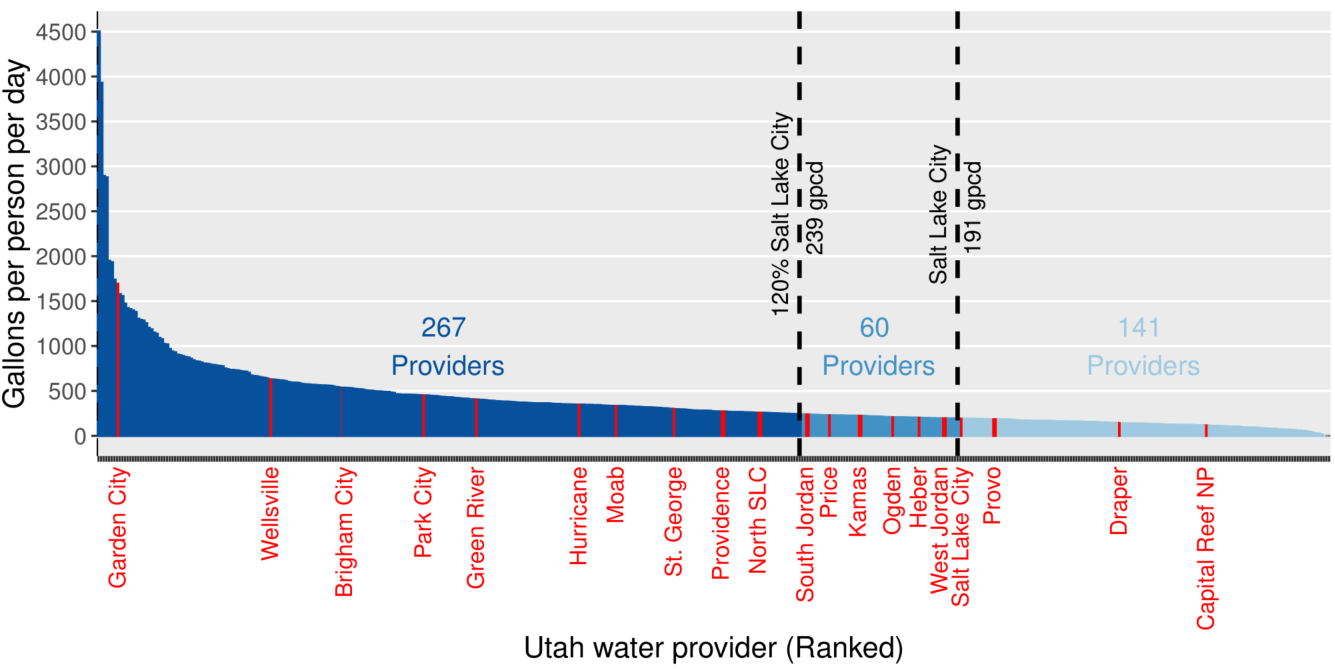 Gallons per person per day
4500
4000
3500
3000
2500
2000
1500
1000
500
0
120% Salt Lake City
239 gpcd
Salt Lake City
191 gpcd
267
Providers
60
Providers
141
Providers
Garden City
Wellsville
Brigham City
Park City
Green River
Hurricane
Moab
St. George
Providence
North SLC
South Jordan
Price
Kamas
Ogden
Heber
West Jordan
Salt Lake City
Provo
Draper
Capital Reef NP
Utah water provider (Ranked)